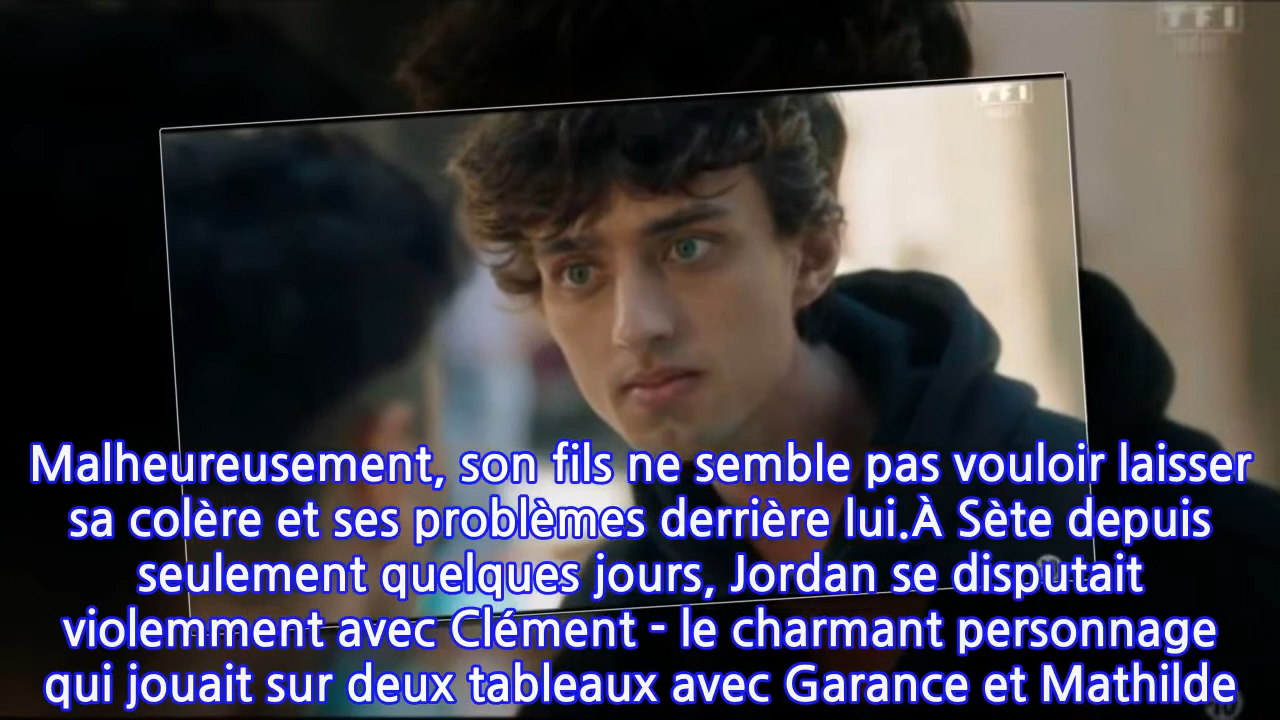 TF1
TF1
Malheureusement, son fils ne semble pas vouloir laisser
sa colère et ses problèmes derrière lui.À Sète depuis
seulement quelques jours, Jordan se disputait
violemment avec Clément - le charmant personnage
qui jouait sur deux tableaux avec Garance et Mathilde